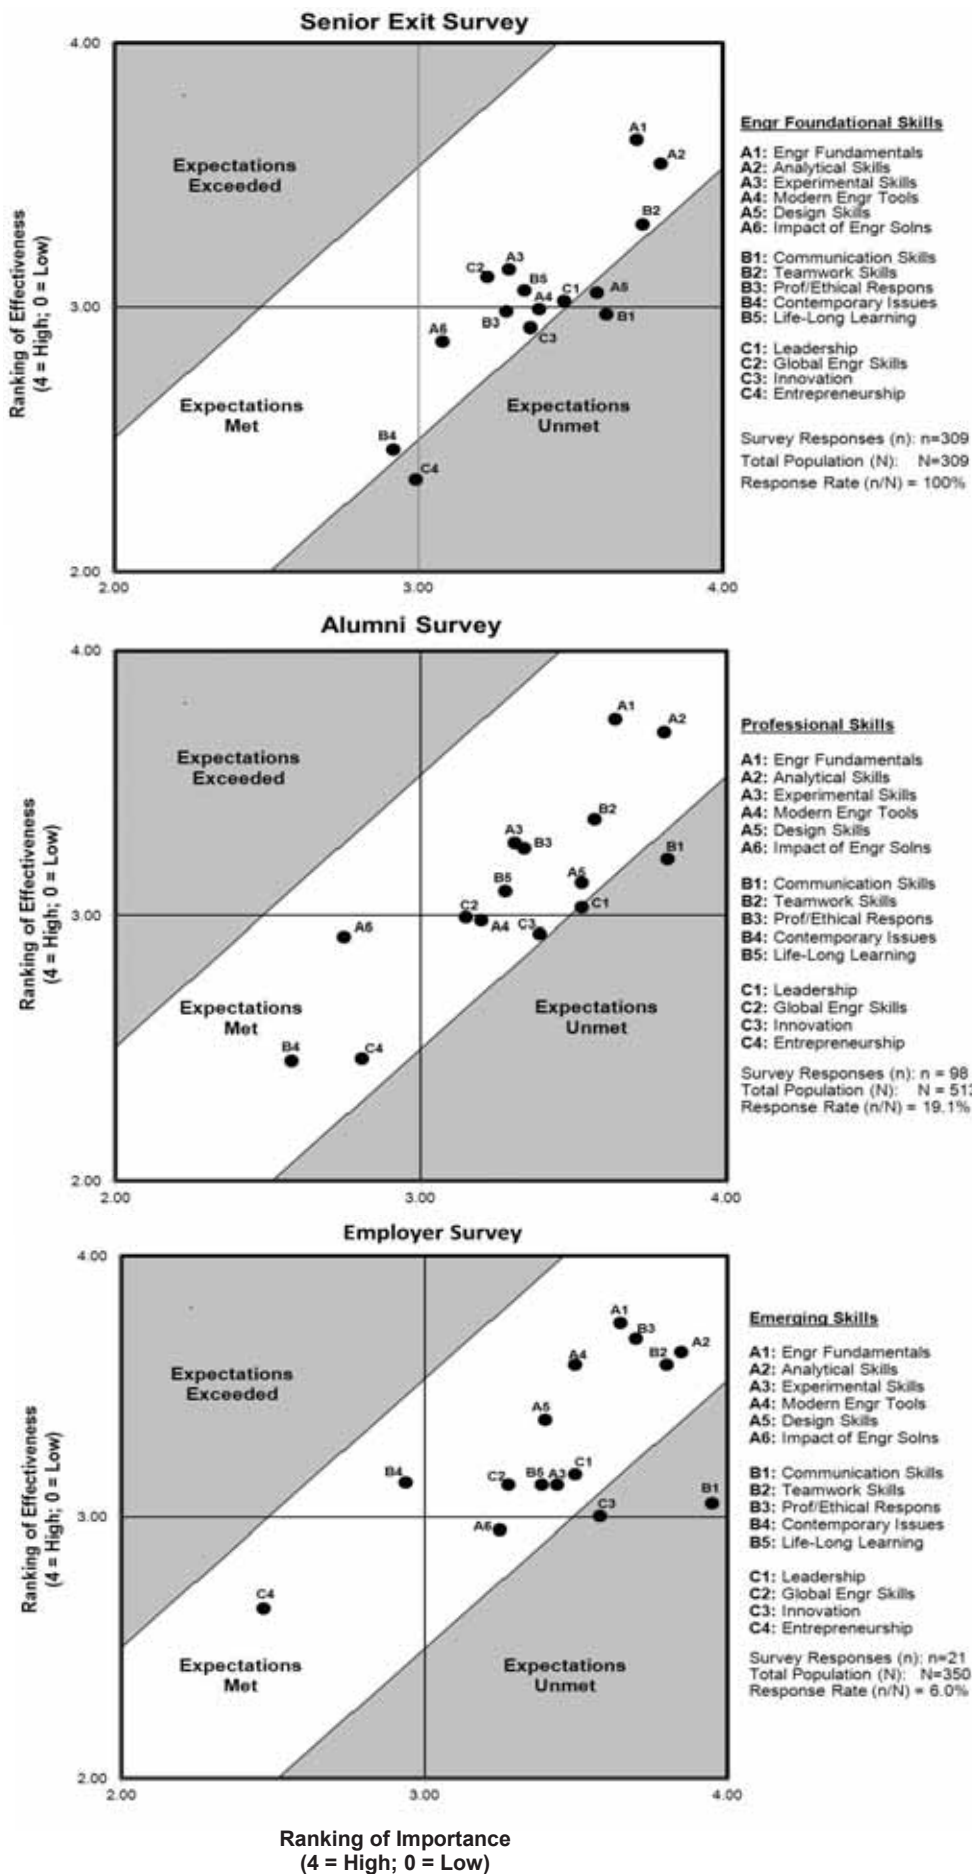 Senior Exit Survey
4.00
3.00
2.00
2.00
3.00
4.00
Ranking of Effectiveness
(4 = High; 0 = Low)
Expectations
Exceeded
Expectations
Met
Expectations
Unmet
A1
A2
B2
A3
C2
B5
C1
A5
A4
B3
B1
C3
A6
B4
C4
Engr Foundational Skills
A1: Engr Fundamentals
A2: Analytical Skills
A3: Experimental Skills
A4: Modern Engr Tools
A5: Design Skills
A6: Impact of Engr Solns
B1: Communication Skills
B2: Teamwork Skills
B3: Prof/Ethical Respons
B4: Contemporary Issues
B5: Life-Long Learning
C1: Leadership
C2: Global Engr Skills
C3: Innovation
C4: Entrepreneurship
Survey Responses (n): n=309
Total Population (N): N=309
Response Rate (n/N) = 100%
Alumni Survey
4.00
3.00
2.00
2.00
3.00
4.00
Ranking of Effectiveness
(4 = High; 0 = Low)
Expectations
Exceeded
Expectations
Met
Expectations
Unmet
A1
A2
B2
A3
B3
B1
A5
B5
C1
C2
A4
C3
A6
B4
C4
Professional Skills
A1: Engr Fundamentals
A2: Analytical Skills
A3: Experimental Skills
A4: Modern Engr Tools
A5: Design Skills
A6: Impact of Engr Solns
B1: Communication Skills
B2: Teamwork Skills
B3: Prof/Ethical Respons
B4: Contemporary Issues
B5: Life-Long Learning
C1: Leadership
C2: Global Engr Skills
C3: Innovation
C4: Entrepreneurship
Survey Responses (n): n = 98
Total Population (N): N =
Response Rate (n/N) = 19.1%
Employer Survey
4.00
3.00
2.00
2.00
3.00
4.00
Ranking of Effectiveness
(4 = High; 0 = Low)
Expectations
Exceeded
Expectations
Met
Expectations
Unmet
A1
B3
A2
B2
A4
A5
B4
C2
B5
A3
C1
B1
C3
A6
C4
Emerging Skills
A1: Engr Fundamentals
A2: Analytical Skills
A3: Experimental Skills
A4: Modern Engr Tools
A5: Design Skills
A6: Impact of Engr Solns
B1: Communication Skills
B2: Teamwork Skills
B3: Prof/Ethical Respons
B4: Contemporary Issues
B5: Life-Long Learning
C1: Leadership
C2: Global Engr Skills
C3: Innovation
C4: Entrepreneurship
Survey Responses (n): n=21
Total Population (N): N=350
Response Rate (n/N) = 6.0%
Ranking of Importance
(4 = High; 0 = Low)